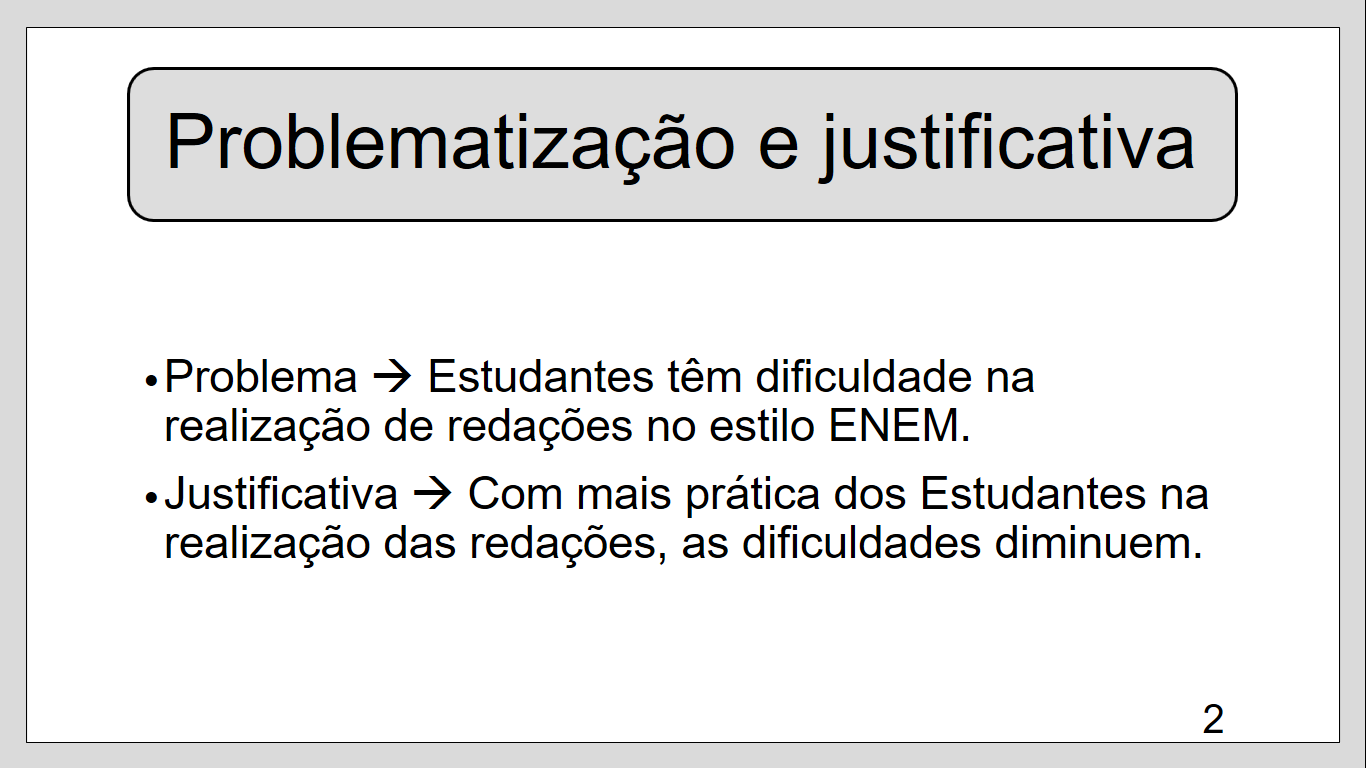 Problematização e justificativa
• Problema → Estudantes têm dificuldade na
realização de redações no estilo ENEM.
• Justificativa → Com mais prática dos Estudantes na
realização das redações, as dificuldades diminuem.
2